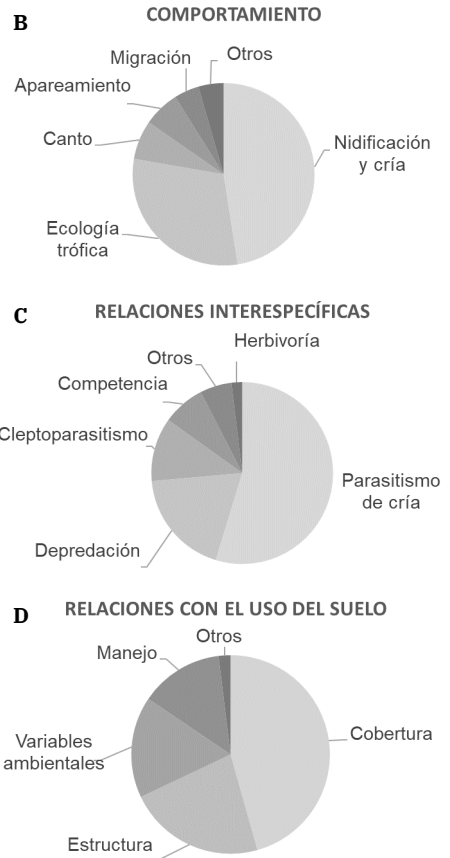 B
COMPORTAMIENTO
Otros
Migración
Apareamiento
Canto
Nidificación
y cría
Ecología
trófica
C
RELACIONES INTERESPECÍFICAS
Herbivoría
Otros
Competencia
Cleptoparasitismo
Parasitismo
de cría
Depredación
D
RELACIONES CON EL USO DEL SUELO
Otros
Manejo
Cobertura
Variables
ambientales
Estructura